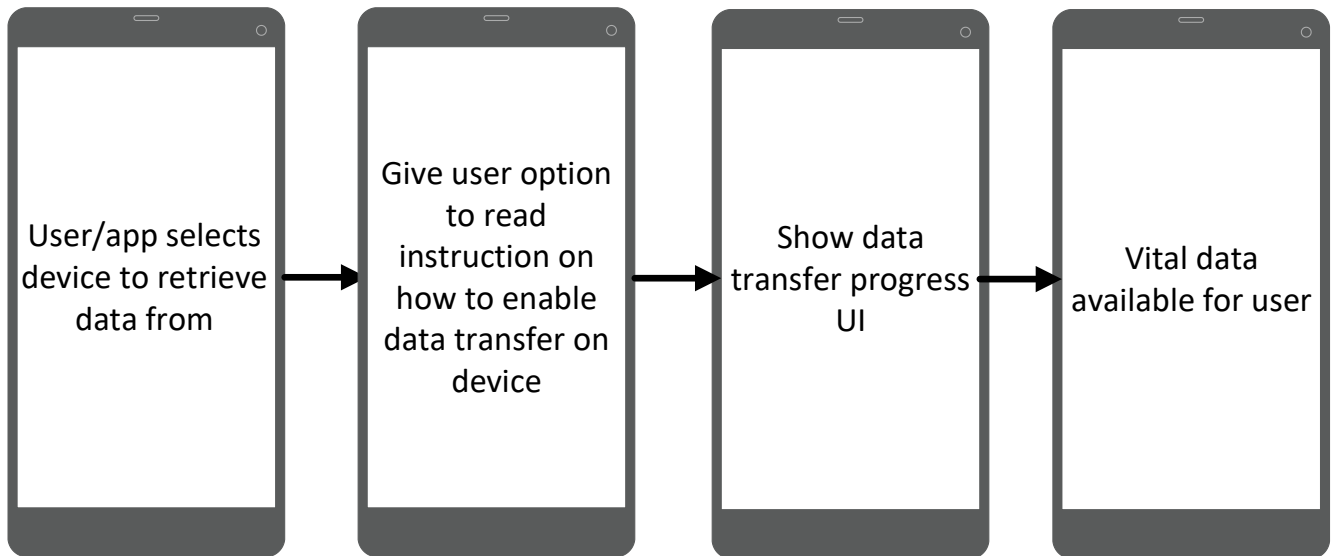 User/app selects
device to retrieve
data from
Give user option
to read
instruction on
how to enable
data transfer on
device
Show data
transfer progress
UI
Vital data
available for user